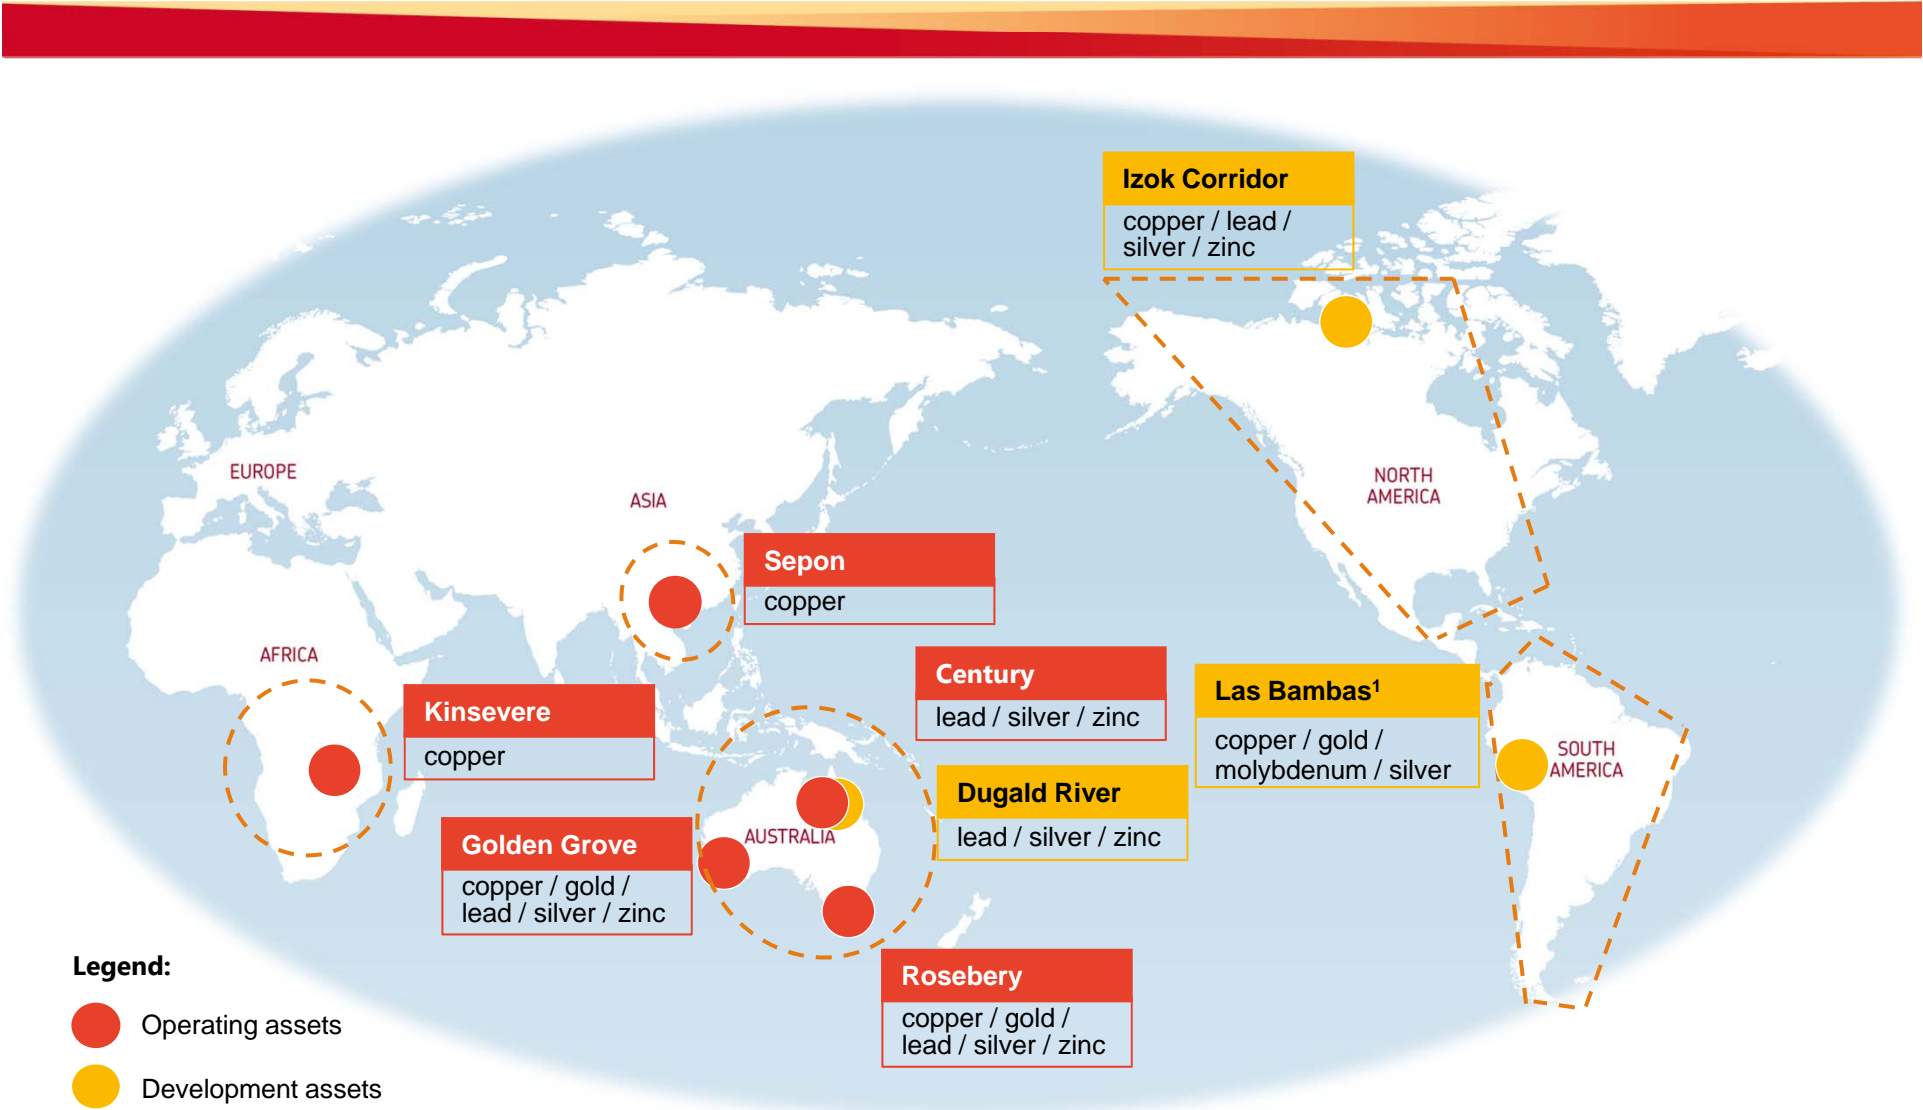 Izok Corridor
copper / lead /
silver / zinc
EUROPE
ASIA
NORTH
AMERICA
Sepon
copper
AFRICA
Kinsevere
copper
Century
lead / silver / zinc
Las Bambas¹
copper / gold /
molybdenum / silver
SOUTH
AMERICA
Dugald River
lead / silver / zinc
AUSTRALIA
Golden Grove
copper / gold /
lead / silver / zinc
Rosebery
copper / gold /
lead / silver / zinc
Legend:
Operating assets
Development assets